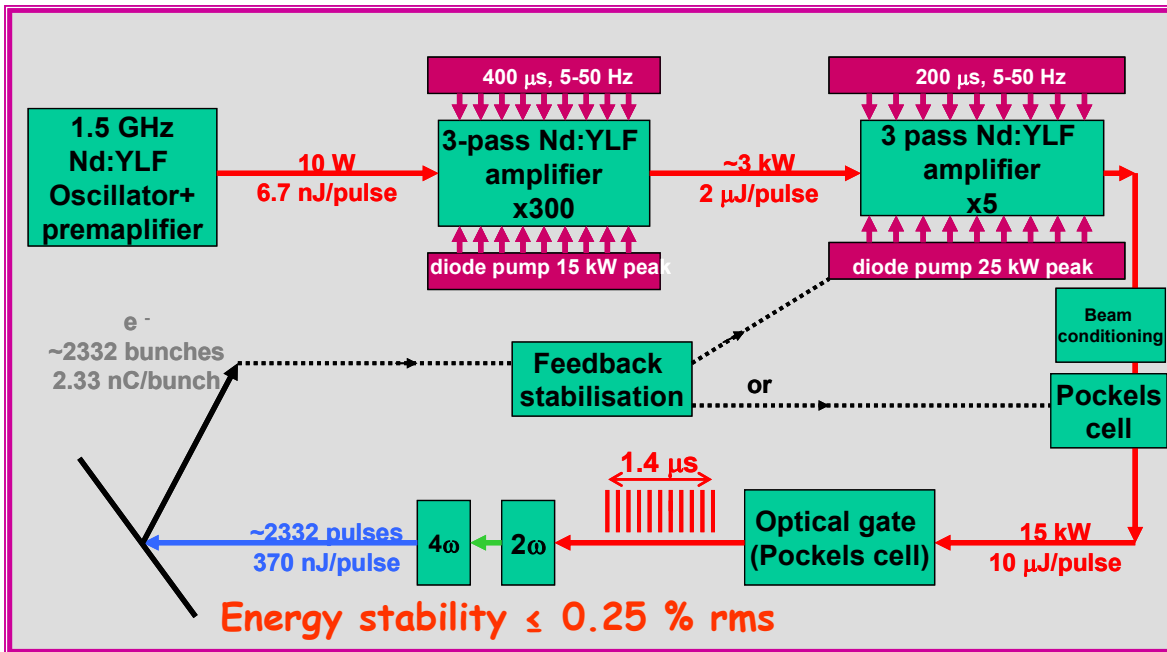 400 μs, 5-50 Hz
200 μs, 5-50 Hz
1.5 GHz
Nd:YLF
Oscillator+
premaplifier
10 W
6.7 nJ/pulse
3-pass Nd:YLF
amplifier
x300
~3 kW
2 μJ/pulse
3 pass Nd:YLF
amplifier
x5
diode pump 15 kW peak
diode pump 25 kW peak
e -
~2332 bunches
2.33 nC/bunch
Feedback
stabilisation
or
Beam
conditioning
Pockels
cell
1.4 μs
~2332 pulses
370 nJ/pulse
4ω
2ω
Optical gate
(Pockels cell)
15 kW
10 μJ/pulse
Energy stability ≤ 0.25 % rms